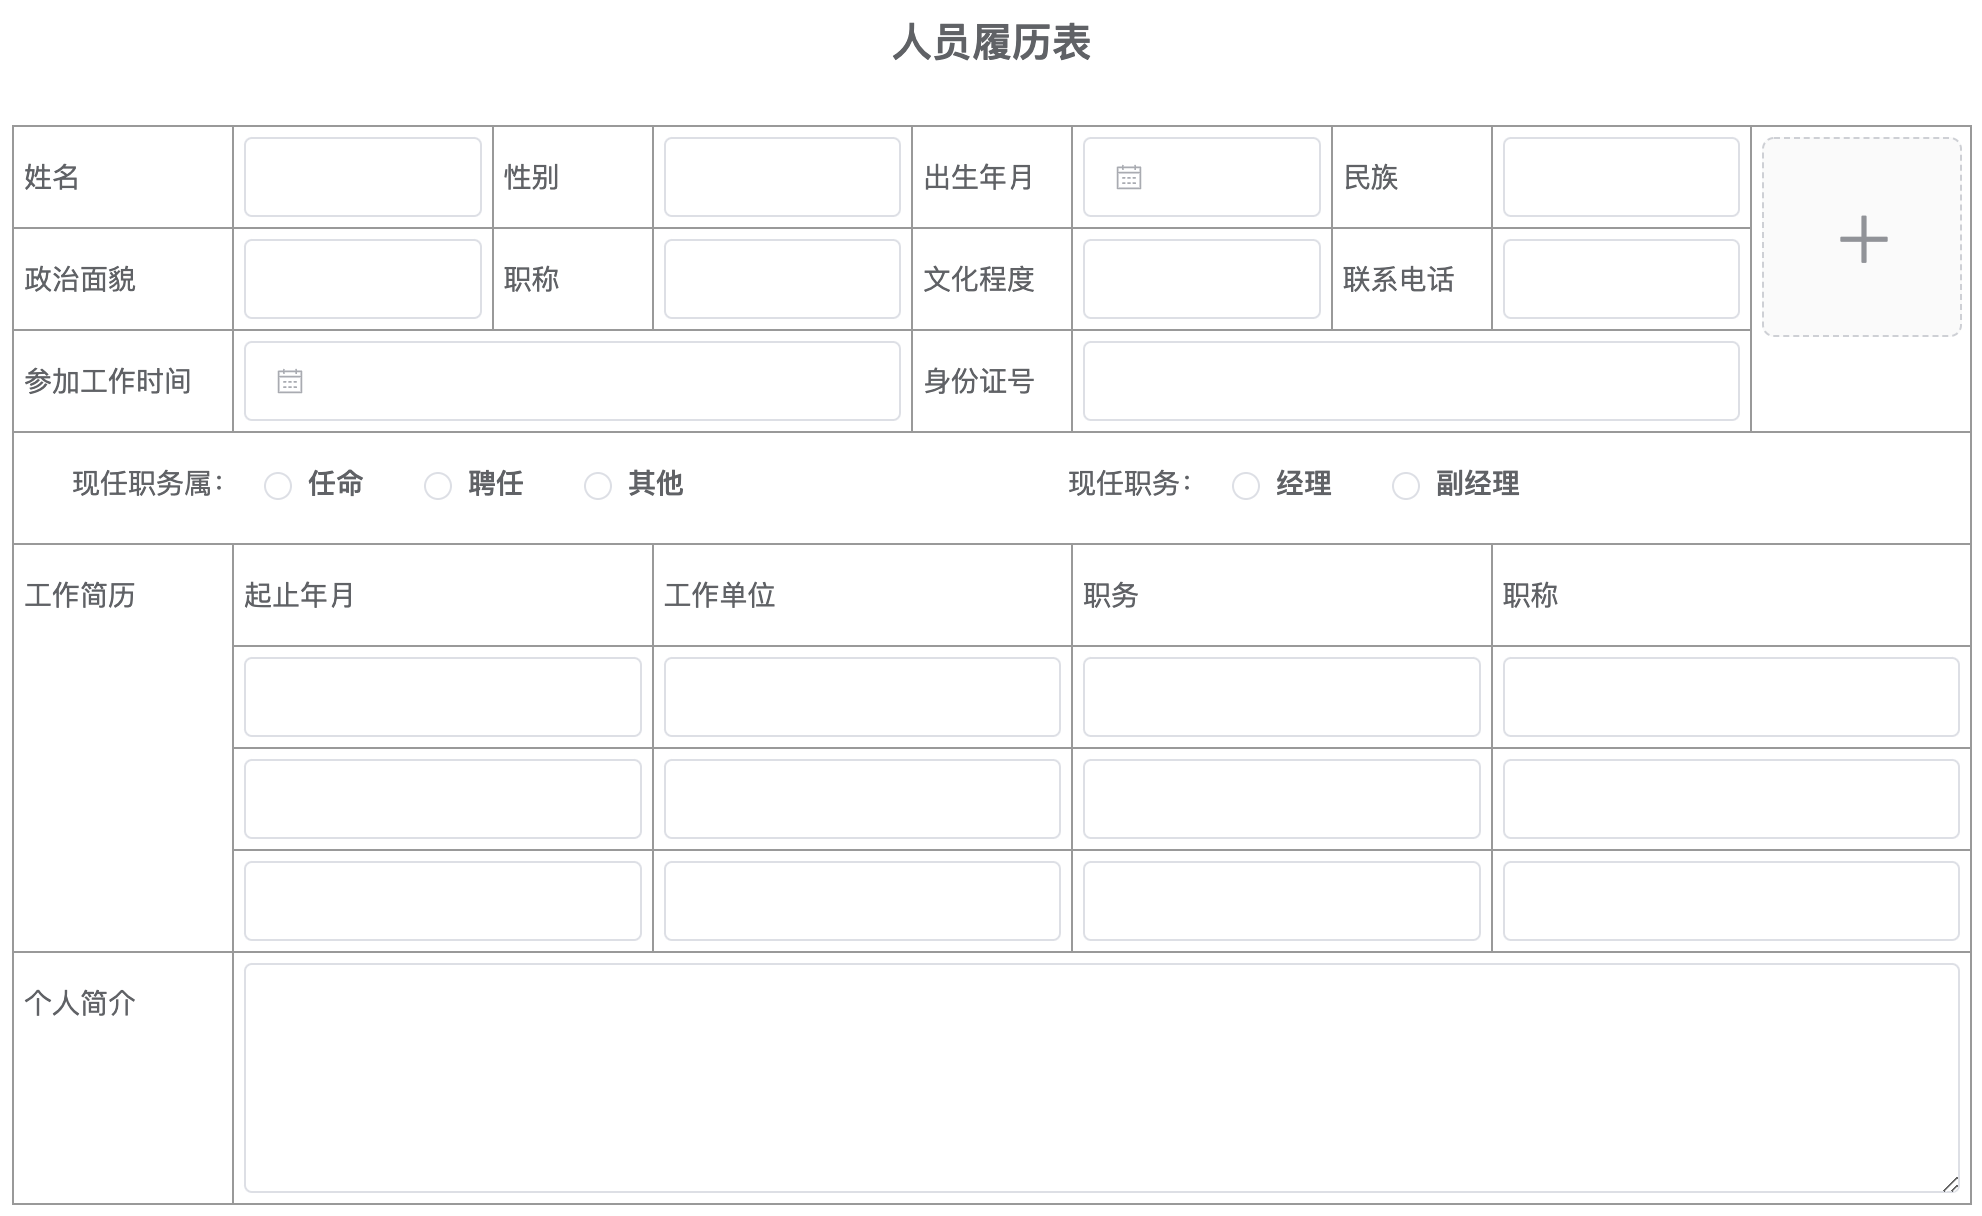 人员履历表
姓名 性别 出生年月 民族
政治面貌 职称 文化程度 联系电话
参加工作时间 身份证号
现任职务属： 任命 聘任 其他 现任职务： 经理 副经理
工作简历 起止年月 工作单位 职务 职称
个人简介